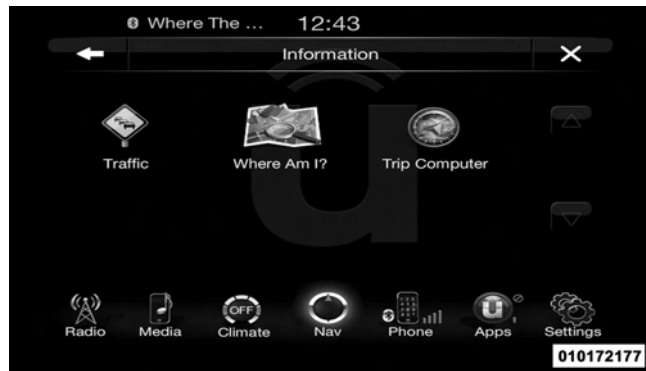 Where The ... 12:43
Information
Traffic Where Am I? Trip Computer
OFF
Radio Media Climate Nav Phone Apps Settings
010172177